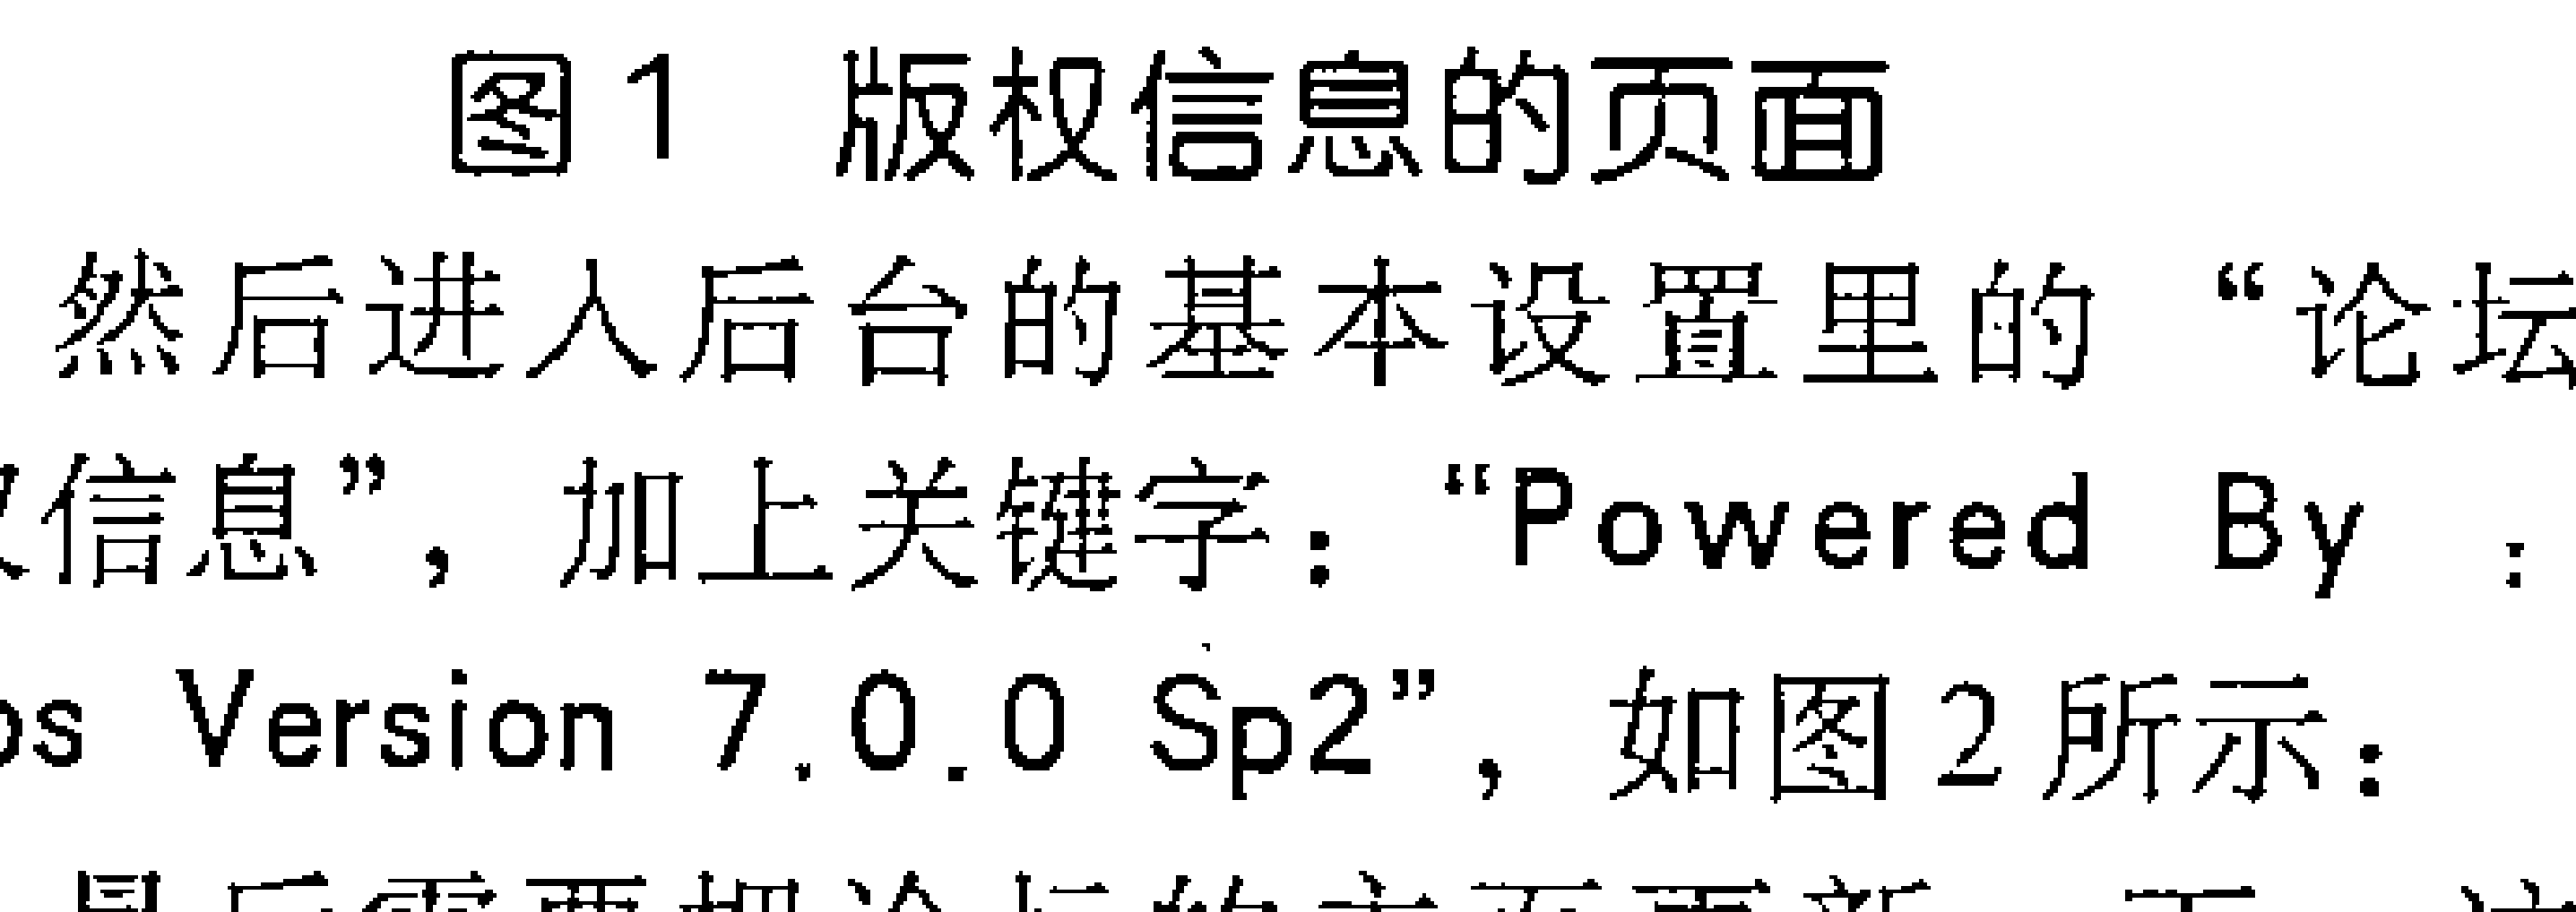 图1 版权信息的页面
然后进入后台的基本设置里的 “论坛
信息”，加上关键字：“Powered By :
os Version 7.0.0 Sp2”，如图2所示：